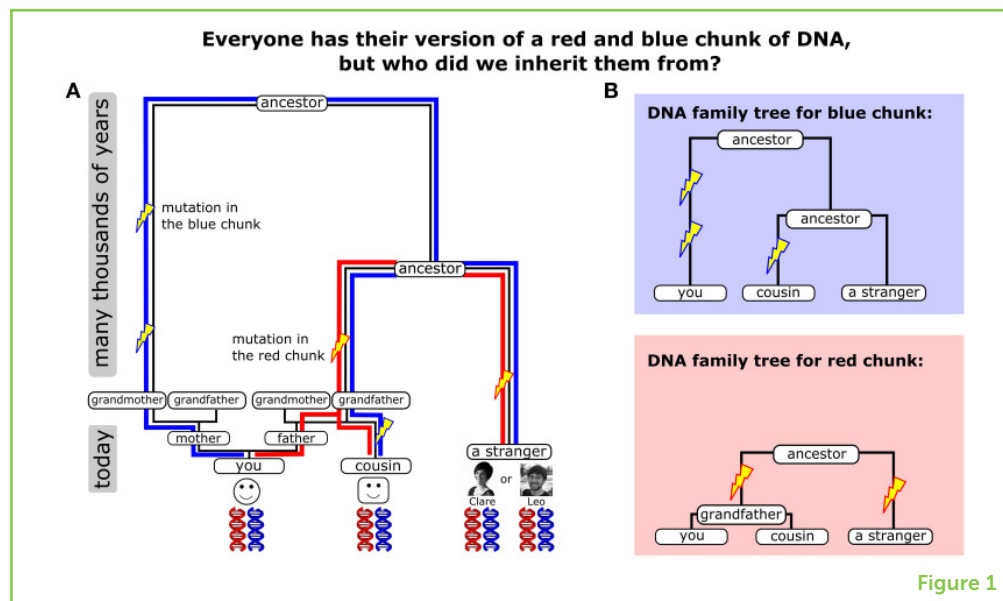 Everyone has their version of a red and blue chunk of DNA,
but who did we inherit them from?
A
many thousands of years
today
ancestor
mutation in
the blue chunk
ancestor
mutation in
the red chunk
grandmother
grandfather
grandmother
grandfather
mother
father
you
cousin
a stranger
or
Clare
Leo
B
DNA family tree for blue chunk:
ancestor
ancestor
you
cousin
a stranger
DNA family tree for red chunk:
ancestor
grandfather
you
cousin
a stranger
Figure 1